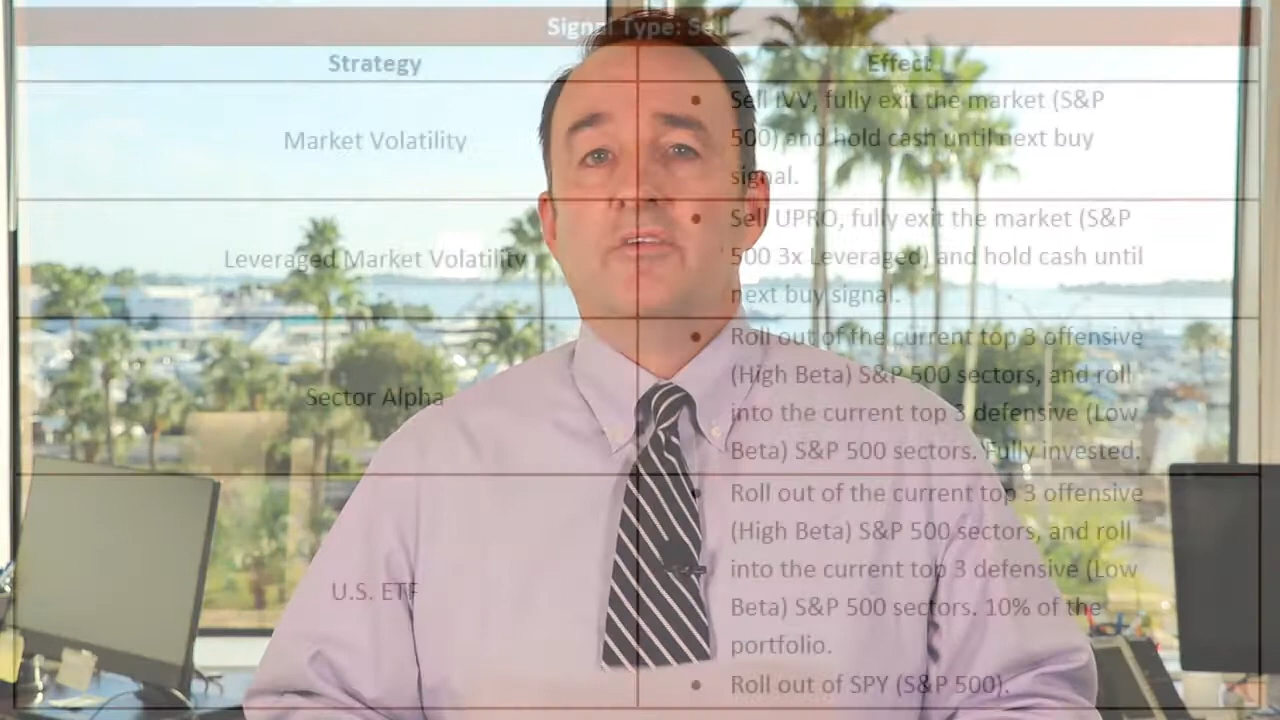 Signal Type: Sell
Strategy
Effect
Market Volatility
• Sell IVV, fully exit the market (S&P
500) and hold cash until next buy
signal.
Leveraged Market Volatility
• Sell UPRO, fully exit the market (S&P
500 3x Leveraged) and hold cash until
next buy signal.
Sector Alpha
• Roll out of the current top 3 offensive
(High Beta) S&P 500 sectors, and roll
into the current top 3 defensive (Low
Beta) S&P 500 sectors. Fully invested.
U.S. ETF
• Roll out of the current top 3 offensive
(High Beta) S&P 500 sectors, and roll
into the current top 3 defensive (Low
Beta) S&P 500 sectors. 10% of the
portfolio.
• Roll out of SPY (S&P 500).